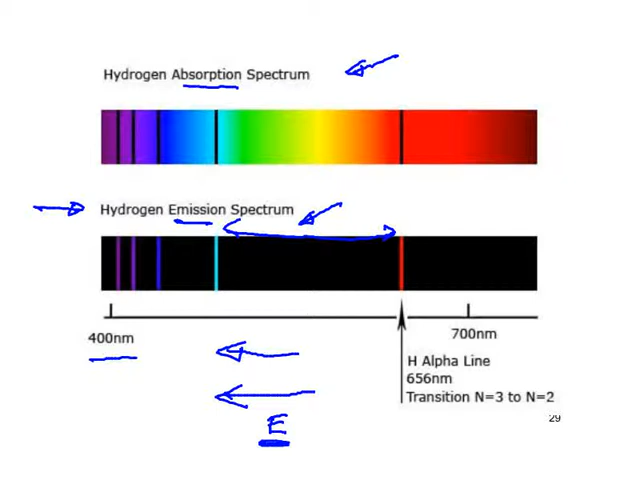 Hydrogen Absorption Spectrum
Hydrogen Emission Spectrum
400nm
700nm
H Alpha Line
656nm
Transition N=3 to N=2
29
E